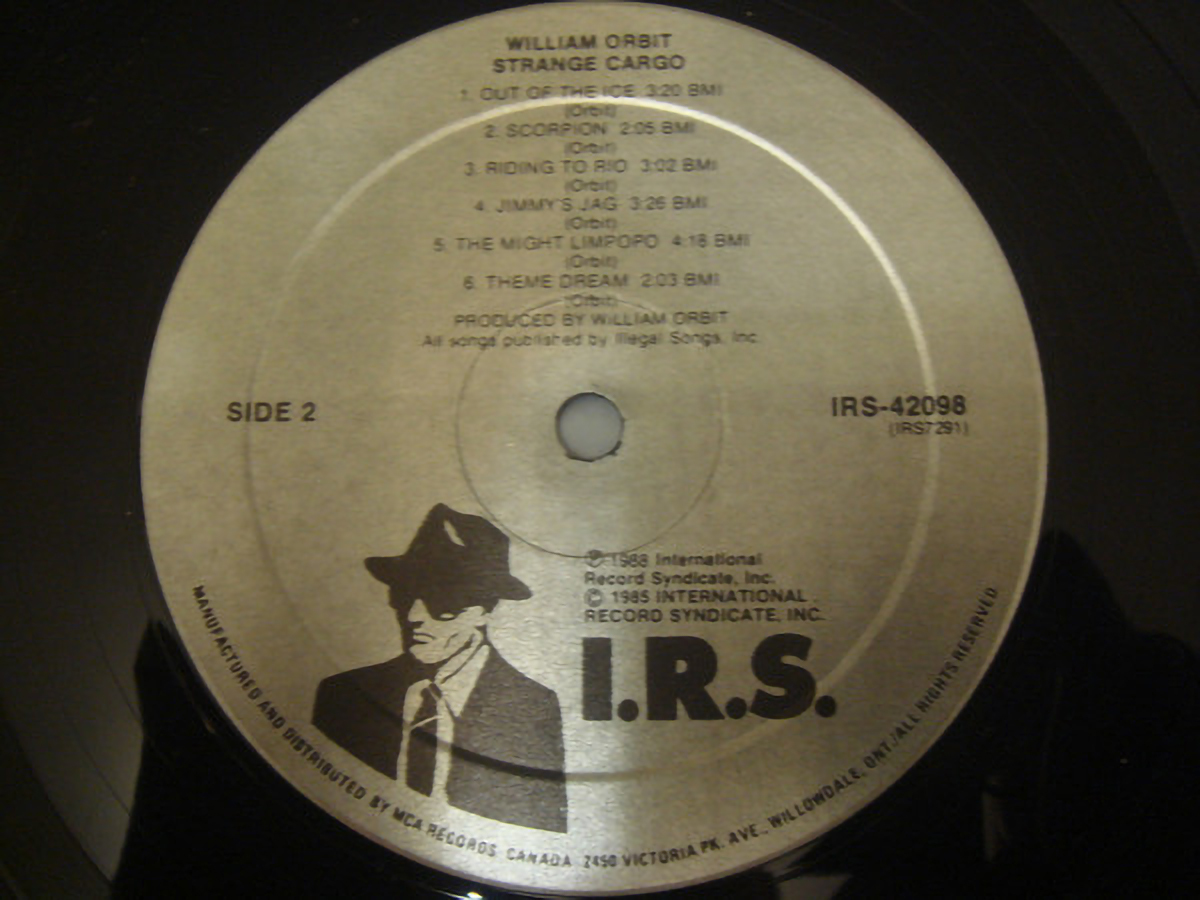 WILLIAM ORBIT
STRANGE CARGO
1. OUT OF THE ICE 3:20 BMI
(Orbit)
2. SCORPION 2:05 BMI
(Orbit)
3. RIDING TO RIO 3:02 BMI
(Orbit)
4. JIMMY'S JAG 3:26 BMI
(Orbit)
5. THE MIGHT LIMPOPO 4:18 BMI
(Orbit)
6. THEME DREAM 2:03 BMI
(Orbit)
PRODUCED BY WILLIAM ORBIT
All songs published by Illegal Songs, Inc.
SIDE 2
IRS-42098
(IRS7291)
℗ 1988 International
Record Syndicate, Inc.
© 1985 INTERNATIONAL
RECORD SYNDICATE, INC.
I.R.S.
MANUFACTURED AND DISTRIBUTED BY MCA RECORDS CANADA 2450 VICTORIA PK. AVE., WILLOWDALE, ONT./ALL RIGHTS RESERVED